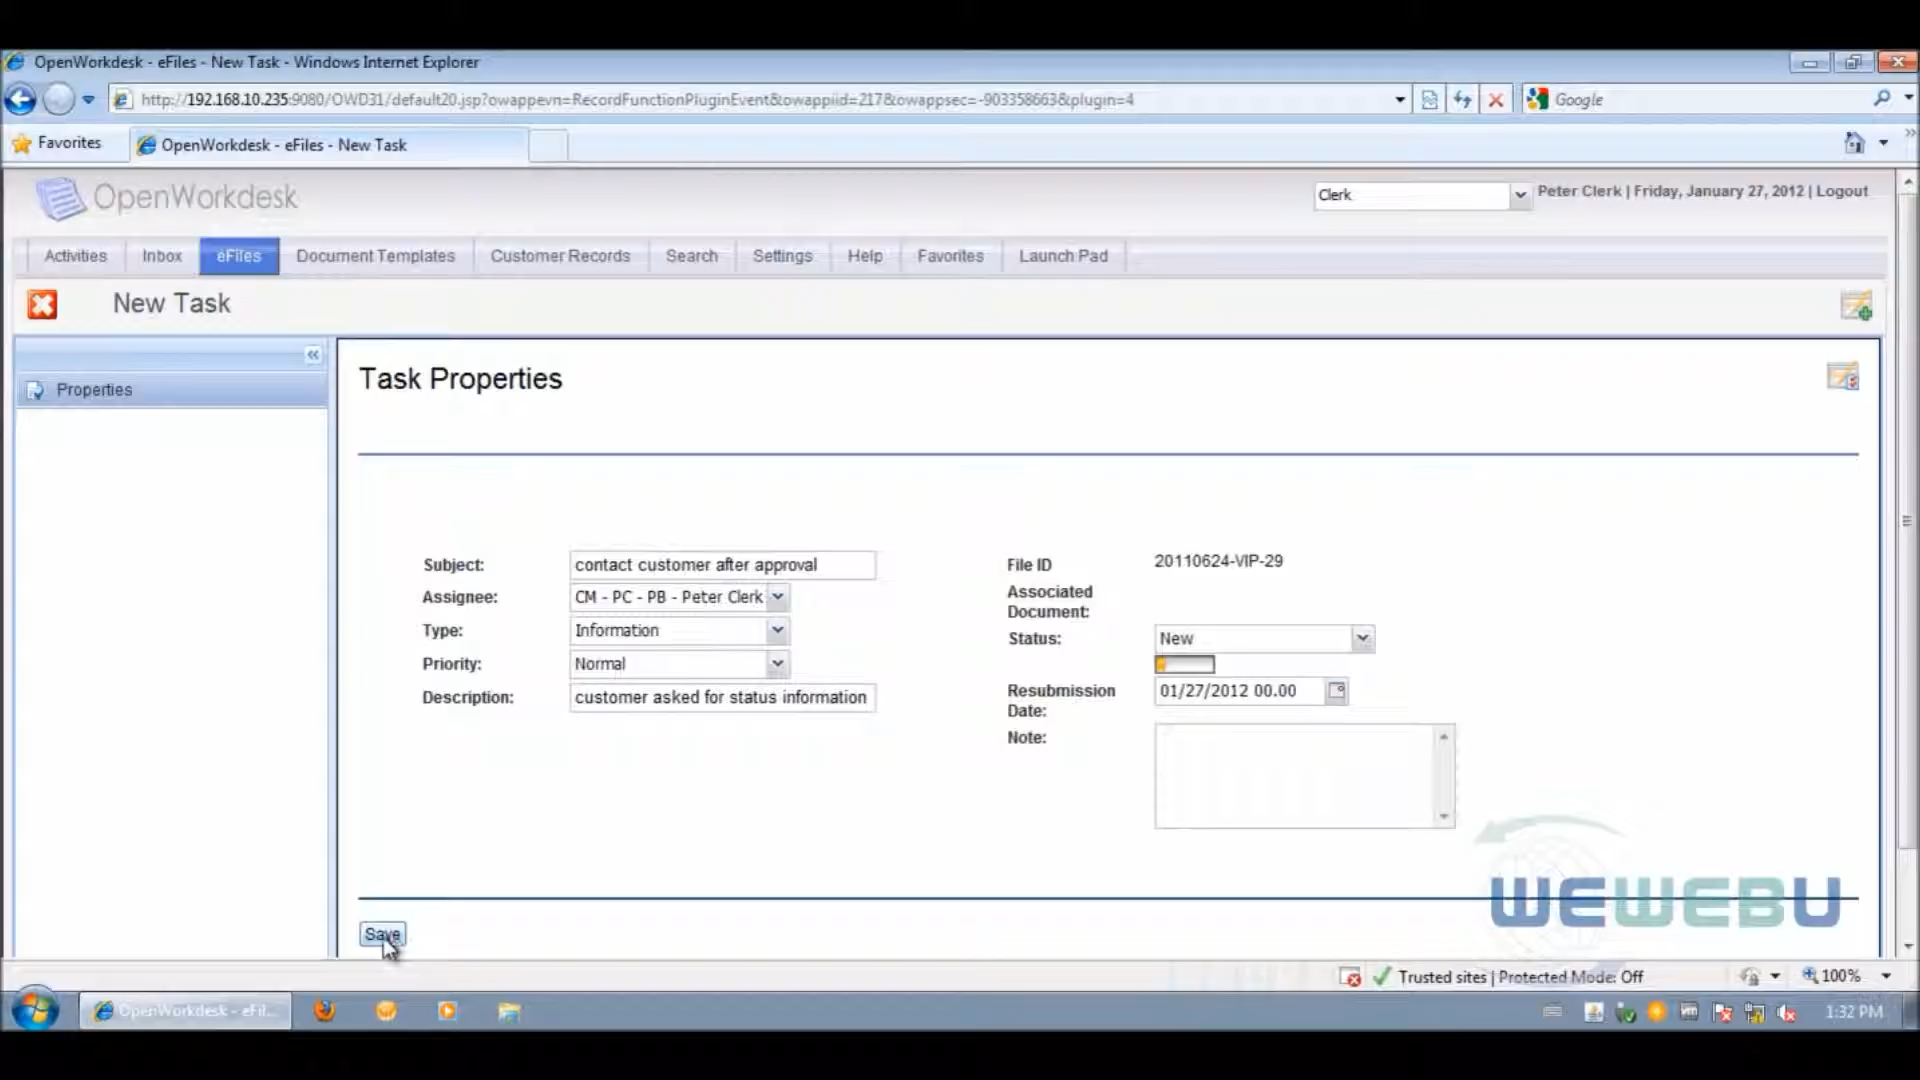 OpenWorkdesk - eFiles - New Task - Windows Internet Explorer
http://192.168.10.235:9080/OWD31/default20.jsp?owappevn=RecordFunctionPluginEvent&owappiid=217&owappsec=-903358663&plugin=4
Google
Favorites
OpenWorkdesk - eFiles - New Task
OpenWorkdesk
Clerk
Peter Clerk | Friday, January 27, 2012 | Logout
Activities
Inbox
eFiles
Document Templates
Customer Records
Search
Settings
Help
Favorites
Launch Pad
New Task
Properties
Task Properties
Subject: contact customer after approval
Assignee: CM - PC - PB - Peter Clerk
Type: Information
Priority: Normal
Description: customer asked for status information
File ID 20110624-VIP-29
Associated
Document:
Status: New
Resubmission 01/27/2012 00.00
Date:
Note:
WEWEBU
Save
Trusted sites | Protected Mode: Off
100%
OpenWorkdesk - eFil...
1:32 PM